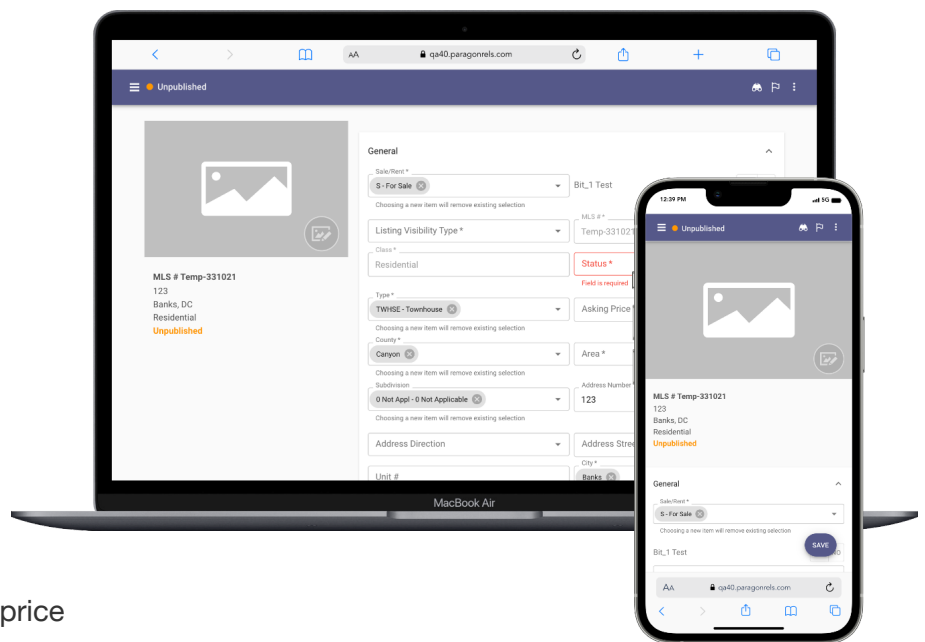 AA qa40.paragonrels.com
Unpublished
MLS # Temp-331021
123
Banks, DC
Residential
Unpublished
General
Sale/Rent *
S - For Sale
Bit_1 Test
Choosing a new item will remove existing selection
Listing Visibility Type *
MLS # *
Temp-331021
Class *
Residential
Status *
Field is required
Type *
TWHSE - Townhouse
Asking Price
Choosing a new item will remove existing selection
County *
Canyon
Area *
Choosing a new item will remove existing selection
Subdivision
0 Not Appl - 0 Not Applicable
Address Number
123
Choosing a new item will remove existing selection
Address Direction
Address Stree
Unit #
City *
Banks
MacBook Air
12:39 PM 5G
Unpublished
MLS # Temp-331021
123
Banks, DC
Residential
Unpublished
General
Sale/Rent *
S - For Sale
Choosing a new item will remove existing selection
Bit_1 Test
SAVE
AA qa40.paragonrels.com
price